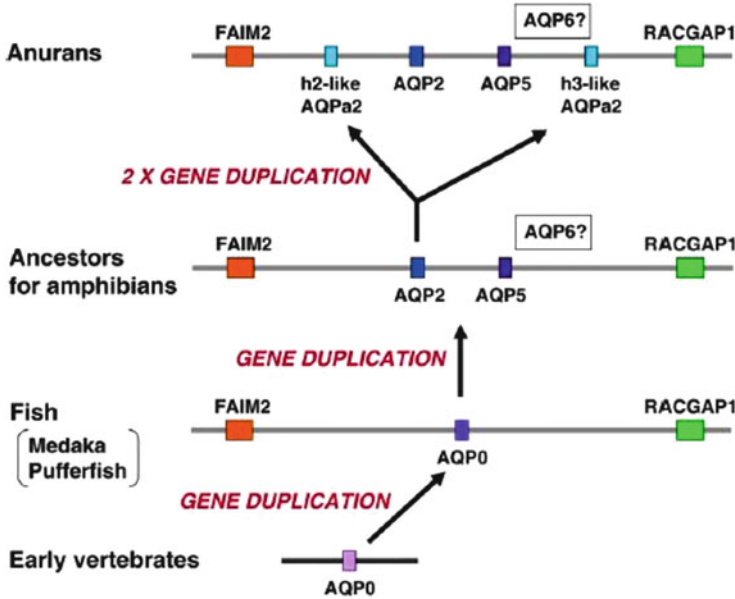 AQP6?
FAIM2
RACGAP1
Anurans
h2-like
AQPa2
AQP2
AQP5
h3-like
AQPa2
2 X GENE DUPLICATION
AQP6?
FAIM2
RACGAP1
Ancestors
for amphibians
AQP2
AQP5
GENE DUPLICATION
Fish
FAIM2
RACGAP1
Medaka
Pufferfish
AQP0
GENE DUPLICATION
Early vertebrates
AQP0